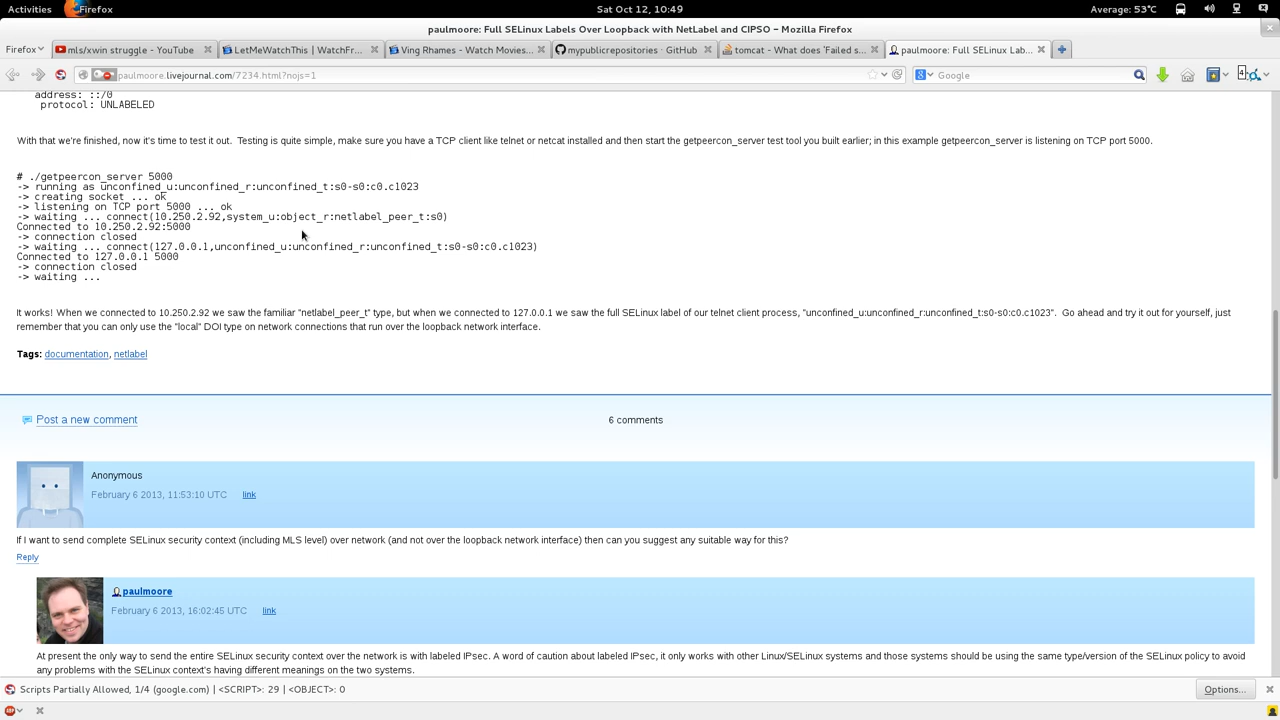 Activities Firefox Sat Oct 12, 10:49 Average: 53°C
paulmoore: Full SELinux Labels Over Loopback with NetLabel and CIPSO - Mozilla Firefox
Firefox mls/xwin struggle - YouTube LetMeWatchThis | WatchFr... Ving Rhames - Watch Movies... mypublicrepositories · GitHub tomcat - What does 'Failed s... paulmoore: Full SELinux Lab...
paulmoore.livejournal.com/7234.html?nojs=1 Google 4
address: ::/0
protocol: UNLABELED
With that we're finished, now it's time to test it out. Testing is quite simple, make sure you have a TCP client like telnet or netcat installed and then start the getpeercon_server test tool you built earlier; in this example getpeercon_server is listening on TCP port 5000.
# ./getpeercon_server 5000
-> running as unconfined_u:unconfined_r:unconfined_t:s0-s0:c0.c1023
-> creating socket ... ok
-> listening on TCP port 5000 ... ok
-> waiting ... connect(10.250.2.92,system_u:object_r:netlabel_peer_t:s0)
Connected to 10.250.2.92:5000
-> connection closed
-> waiting ... connect(127.0.0.1,unconfined_u:unconfined_r:unconfined_t:s0-s0:c0.c1023)
Connected to 127.0.0.1 5000
-> connection closed
-> waiting ...
It works! When we connected to 10.250.2.92 we saw the familiar "netlabel_peer_t" type, but when we connected to 127.0.0.1 we saw the full SELinux label of our telnet client process, "unconfined_u:unconfined_r:unconfined_t:s0-s0:c0.c1023". Go ahead and try it out for yourself, just
remember that you can only use the "local" DOI type on network connections that run over the loopback network interface.
Tags: documentation, netlabel
Post a new comment 6 comments
Anonymous
February 6 2013, 11:53:10 UTC link
If I want to send complete SELinux security context (including MLS level) over network (and not over the loopback network interface) then can you suggest any suitable way for this?
Reply
paulmoore
February 6 2013, 16:02:45 UTC link
At present the only way to send the entire SELinux security context over the network is with labeled IPsec. A word of caution about labeled IPsec, it only works with other Linux/SELinux systems and those systems should be using the same type/version of the SELinux policy to avoid
any problems with the SELinux context's having different meanings on the two systems.
Scripts Partially Allowed, 1/4 (google.com) | <SCRIPT>: 29 | <OBJECT>: 0 Options...